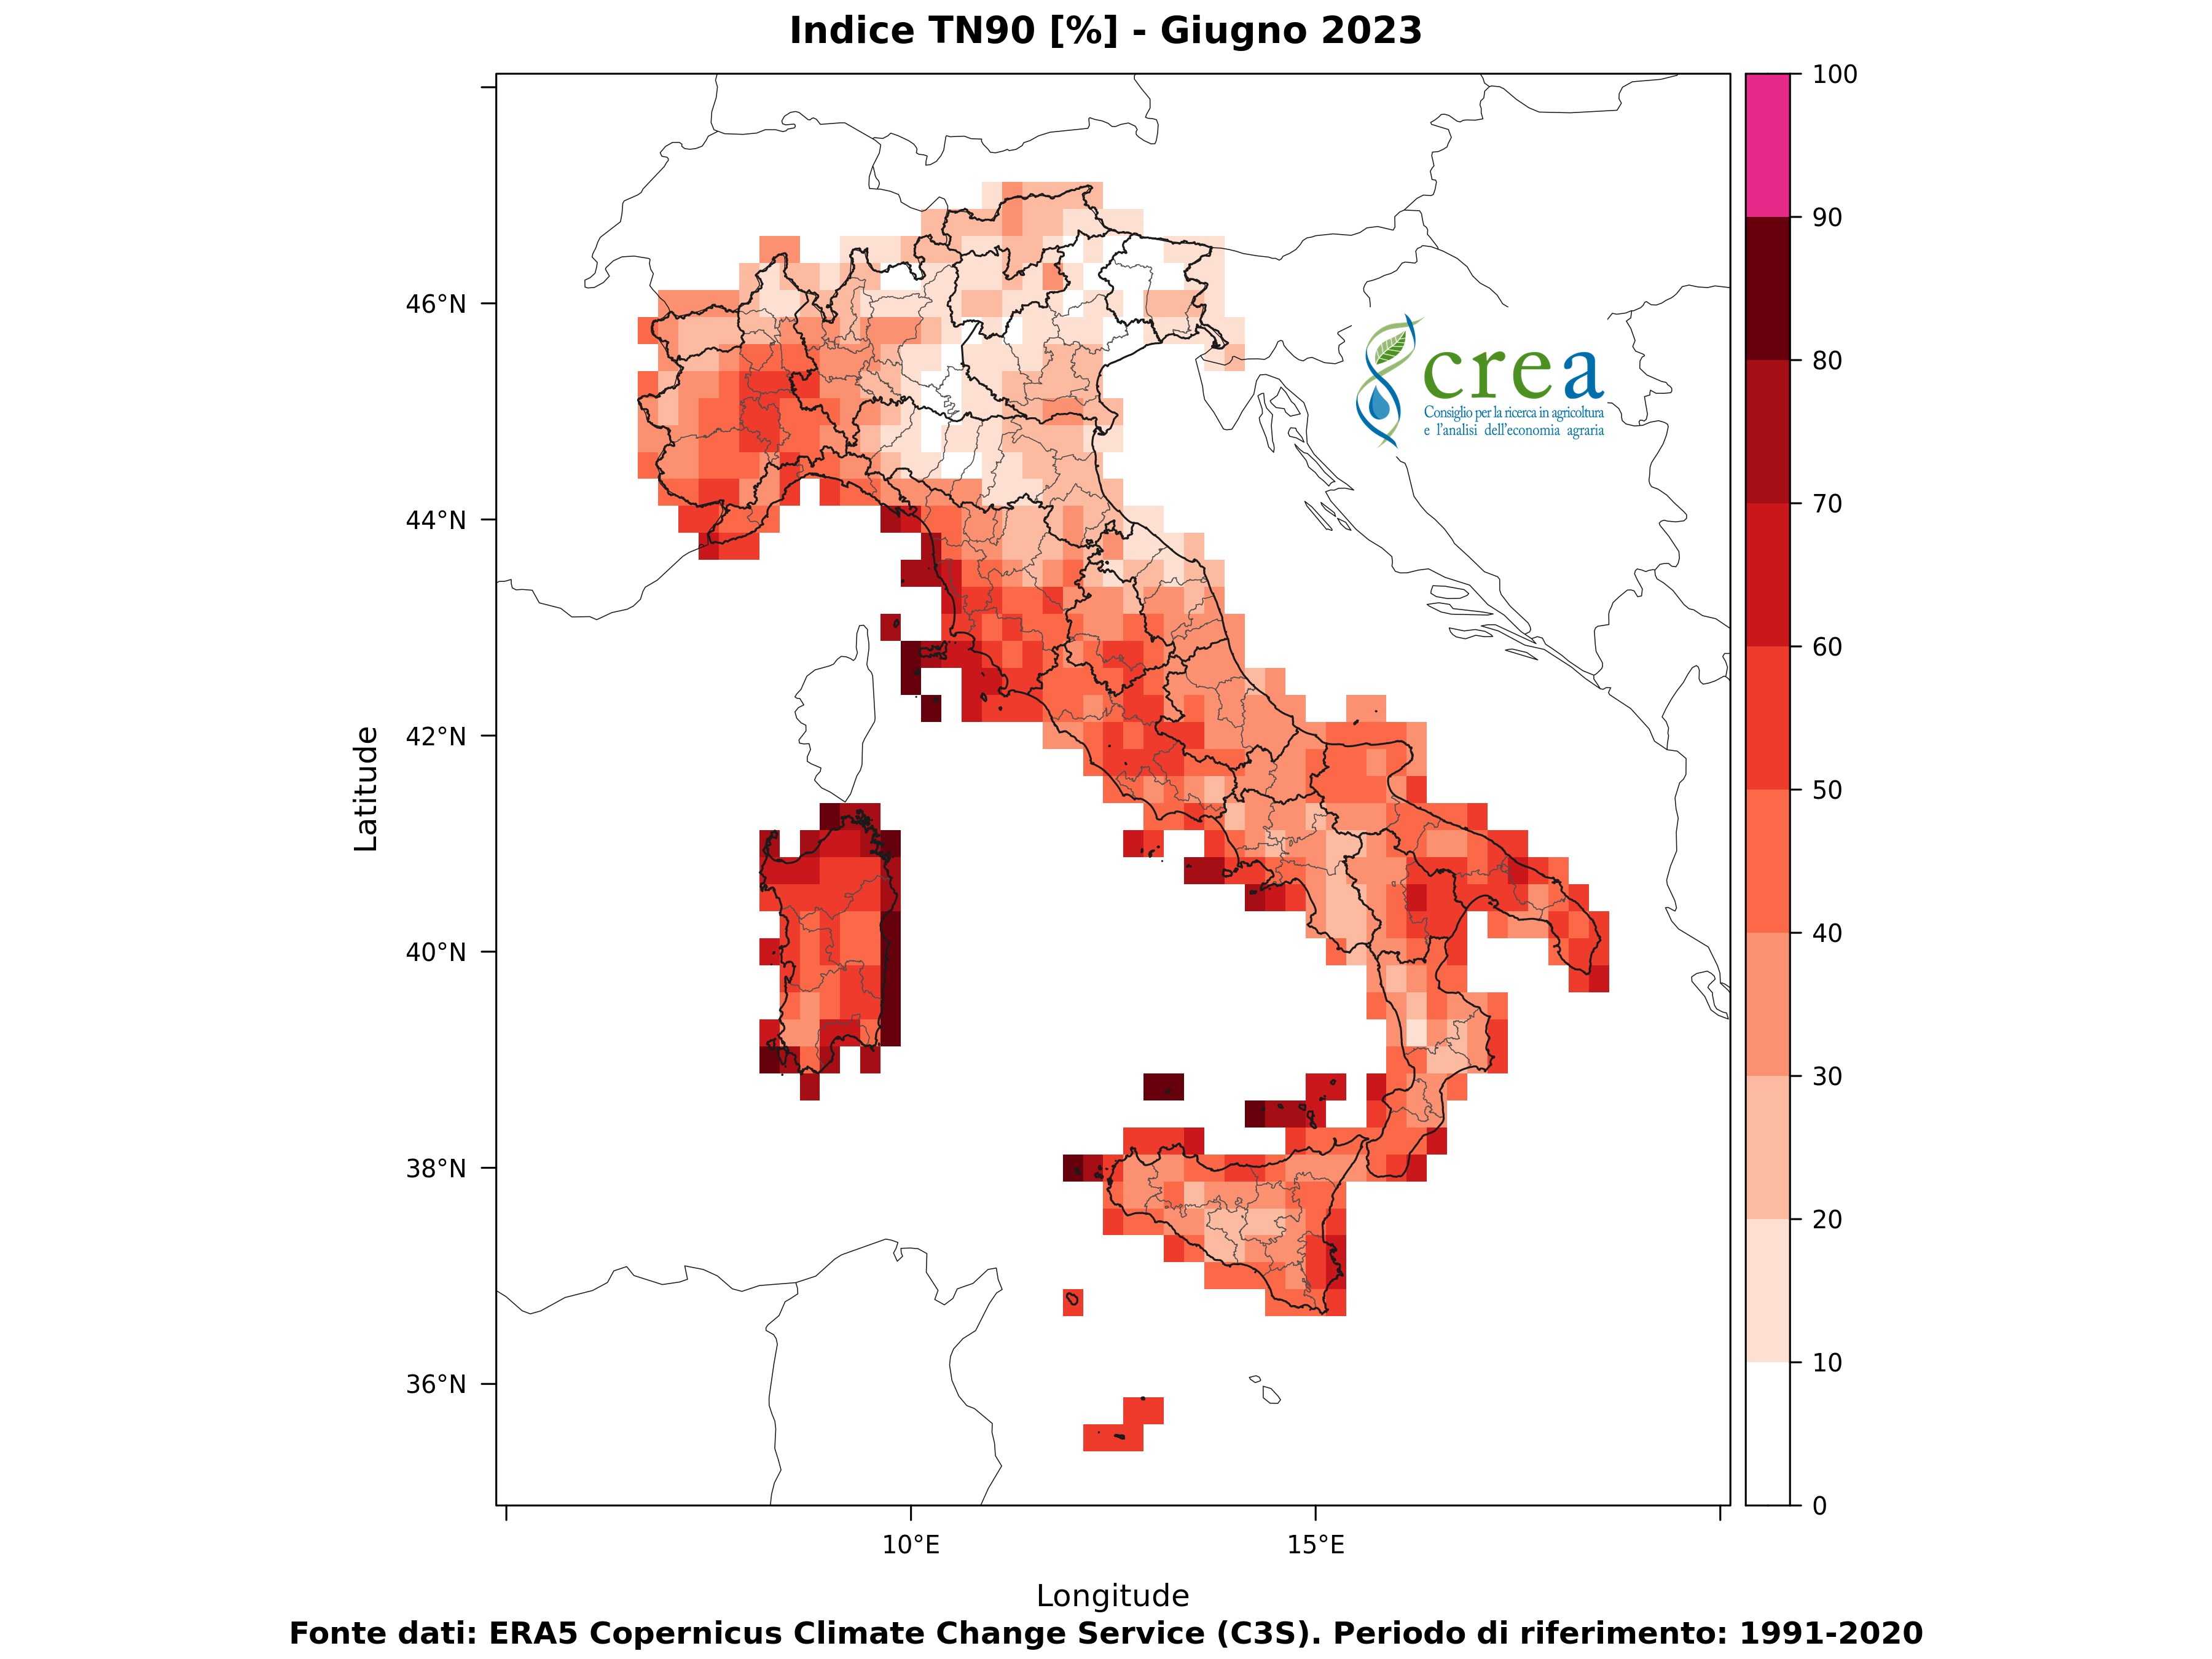 Indice TN90 [%] - Giugno 2023
100
90
80
70
60
50
40
30
20
10
0
46°N
44°N
42°N
40°N
38°N
36°N
Latitude
crea
Consiglio per la ricerca in agricoltura
e l'analisi dell'economia agraria
10°E
15°E
Longitude
Fonte dati: ERA5 Copernicus Climate Change Service (C3S). Periodo di riferimento: 1991-2020